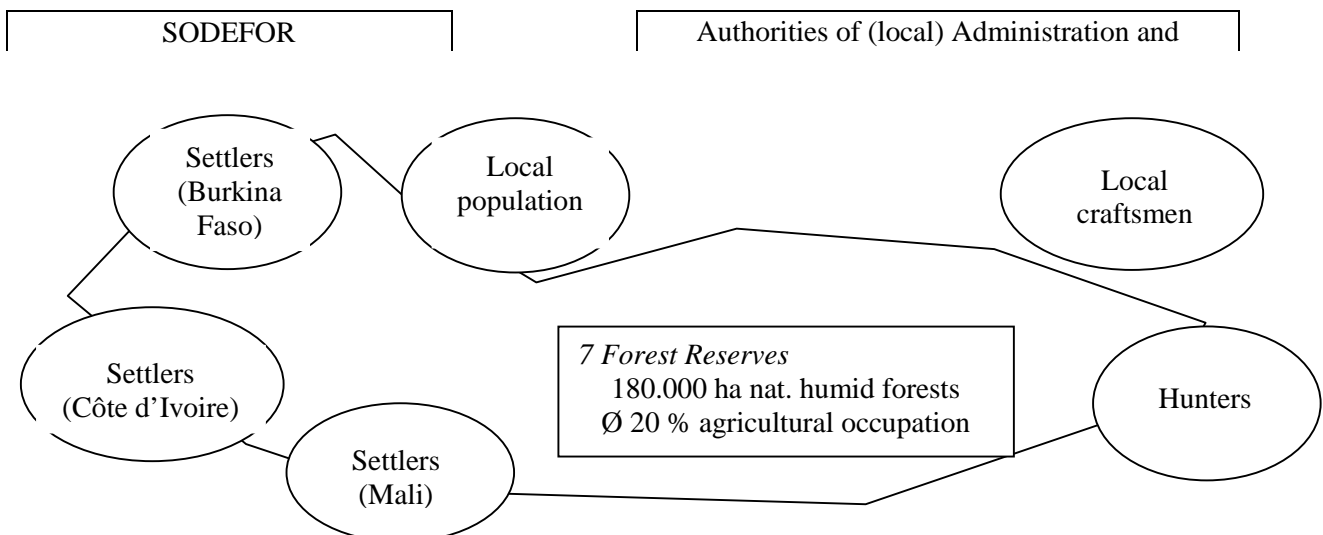 SODEFOR
Authorities of (local) Administration and
Settlers
(Burkina
Faso)
Local
population
Local
craftsmen
Settlers
(Côte d’Ivoire)
7 Forest Reserves
180.000 ha nat. humid forests
Ø 20 % agricultural occupation
Hunters
Settlers
(Mali)